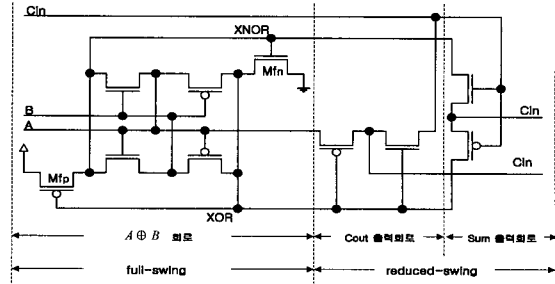 Cin
XNOR
Mfn
B
A
Cin
Cin
Mfp
XOR
A ⊕ B 회로
Cout 출력회로
Sum 출력회로
full-swing
reduced-swing